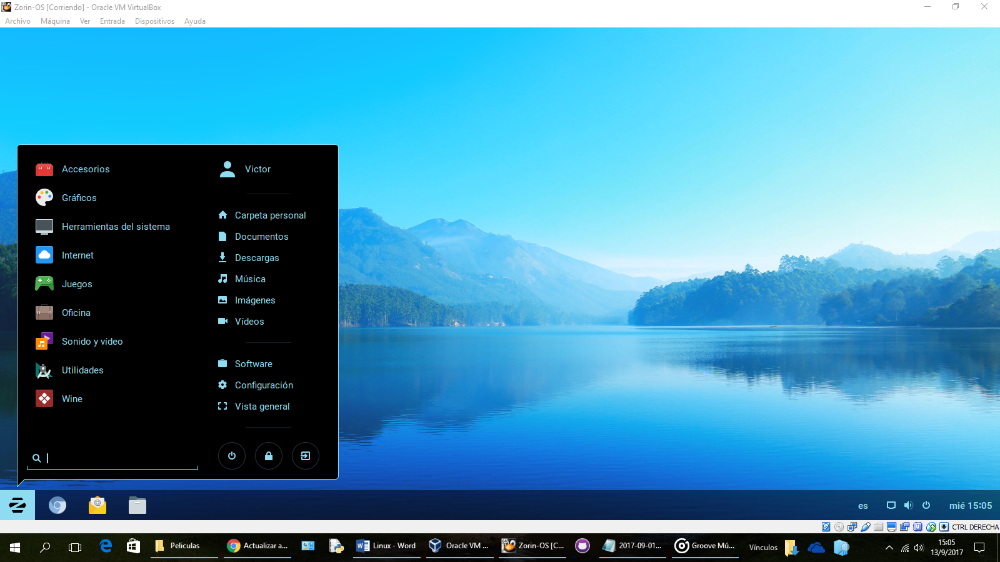 Zorin-OS [Corriendo] - Oracle VM VirtualBox
Archivo Máquina Ver Entrada Dispositivos Ayuda
Accesorios
Gráficos
Herramientas del sistema
Internet
Juegos
Oficina
Sonido y vídeo
Utilidades
Wine
Victor
Carpeta personal
Documentos
Descargas
Música
Imágenes
Vídeos
Software
Configuración
Vista general
es mié 15:05
CTRL DERECHA
Peliculas Actualizar a... Linux - Word Oracle VM ... Zorin-OS [C... 2017-09-01... Groove Mú... Vínculos 15:05
13/9/2017